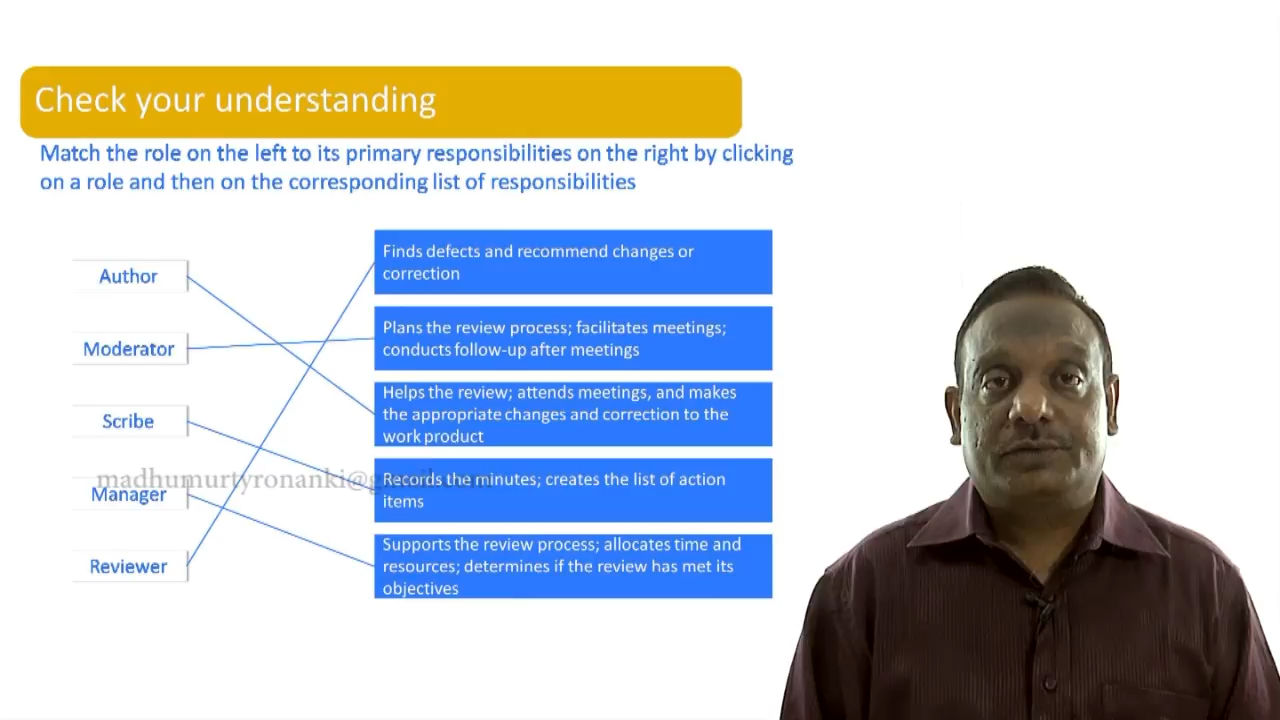 Check your understanding
Match the role on the left to its primary responsibilities on the right by clicking
on a role and then on the corresponding list of responsibilities
Author
Moderator
Scribe
Manager
Reviewer
Finds defects and recommend changes or
correction
Plans the review process; facilitates meetings;
conducts follow-up after meetings
Helps the review; attends meetings, and makes
the appropriate changes and correction to the
work product
Records the minutes; creates the list of action
items
Supports the review process; allocates time and
resources; determines if the review has met its
objectives